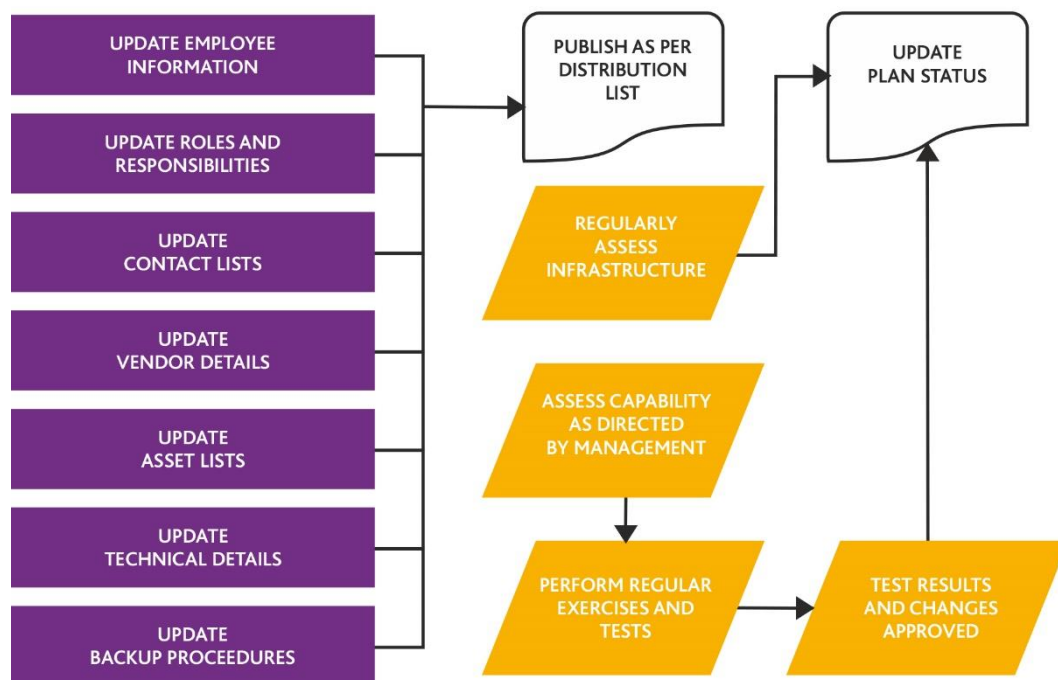 UPDATE EMPLOYEE
INFORMATION
UPDATE ROLES AND
RESPONSIBILITIES
UPDATE
CONTACT LISTS
UPDATE
VENDOR DETAILS
UPDATE
ASSET LISTS
UPDATE
TECHNICAL DETAILS
UPDATE
BACKUP PROCEEDURES
PUBLISH AS PER
DISTRIBUTION
LIST
UPDATE
PLAN STATUS
REGULARLY
ASSESS
INFRASTRUCTURE
ASSESS CAPABILITY
AS DIRECTED
BY MANAGEMENT
PERFORM REGULAR
EXERCISES AND
TESTS
TEST RESULTS
AND CHANGES
APPROVED